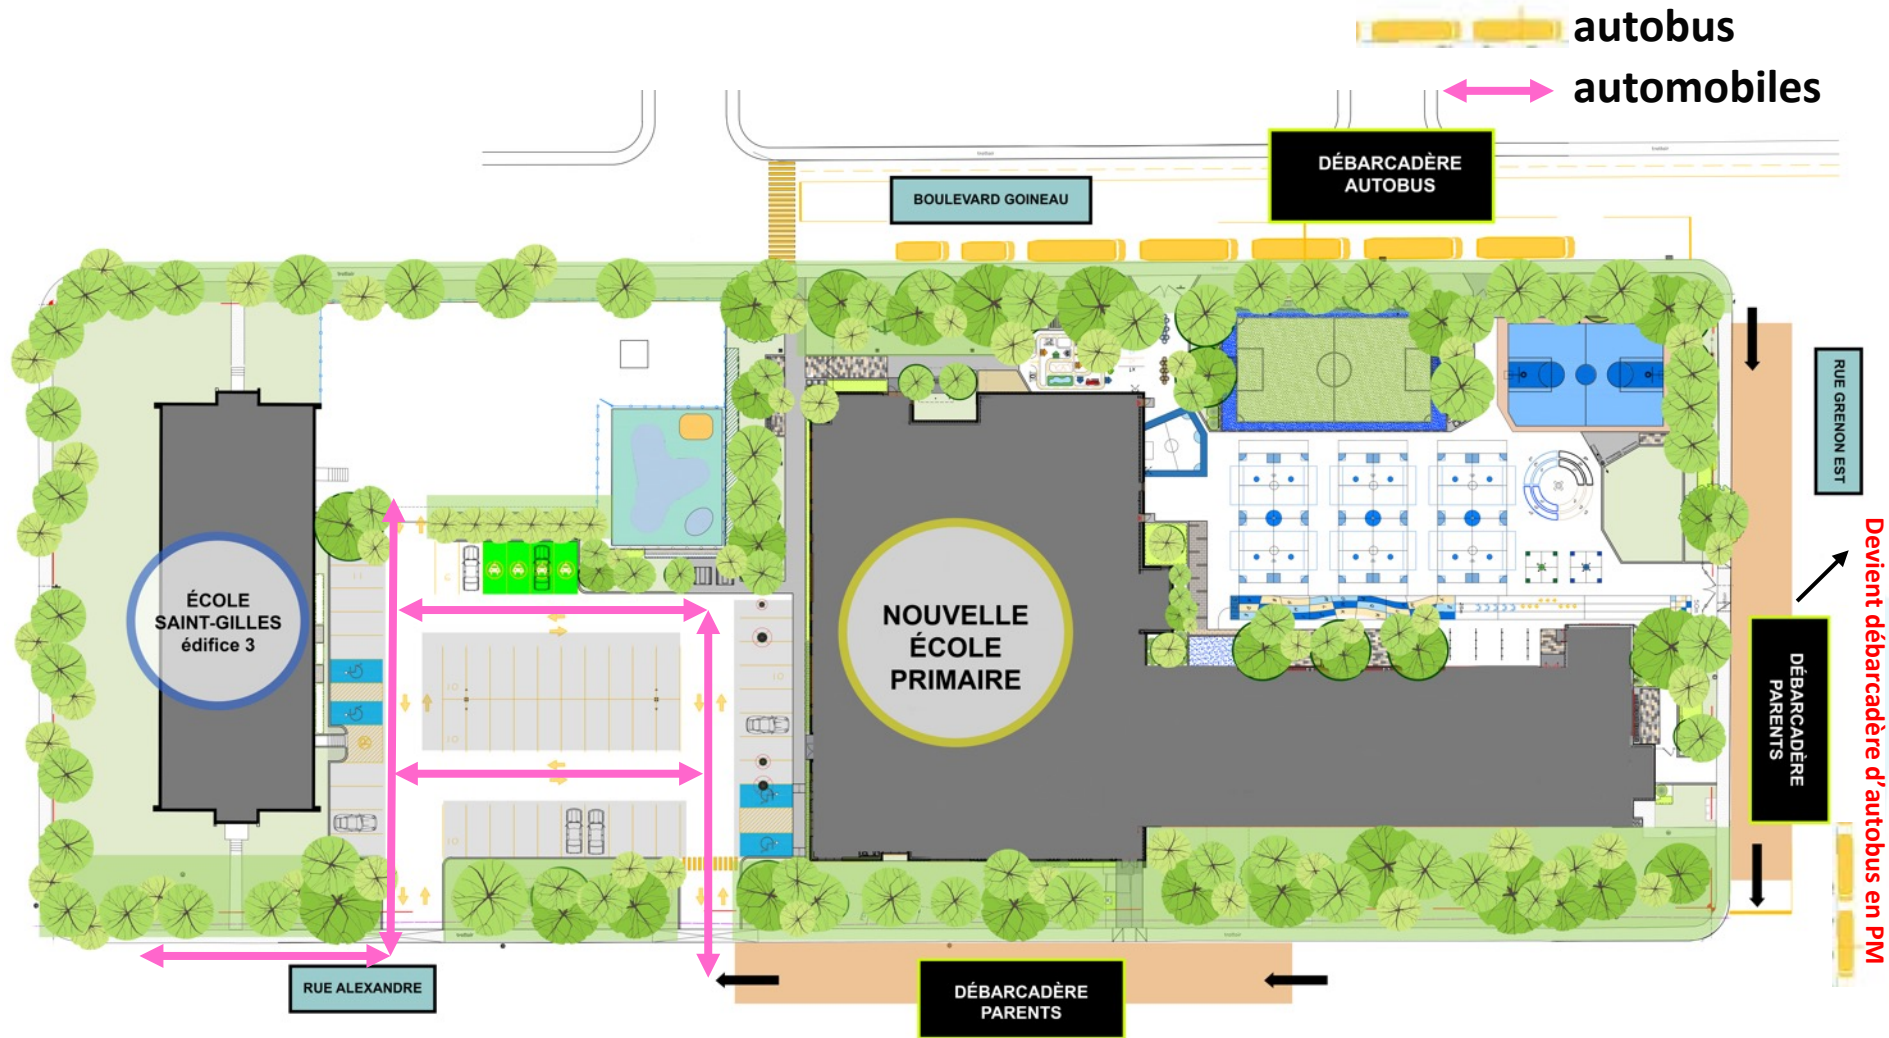 autobus
automobiles
DÉBARCADÈRE
AUTOBUS
BOULEVARD GOINEAU
RUE GRENON EST
ÉCOLE
SAINT-GILLES
édifice 3
NOUVELLE
ÉCOLE
PRIMAIRE
Devient débarcadère d'autobus en PM
DÉBARCADÈRE
PARENTS
RUE ALEXANDRE
DÉBARCADÈRE
PARENTS